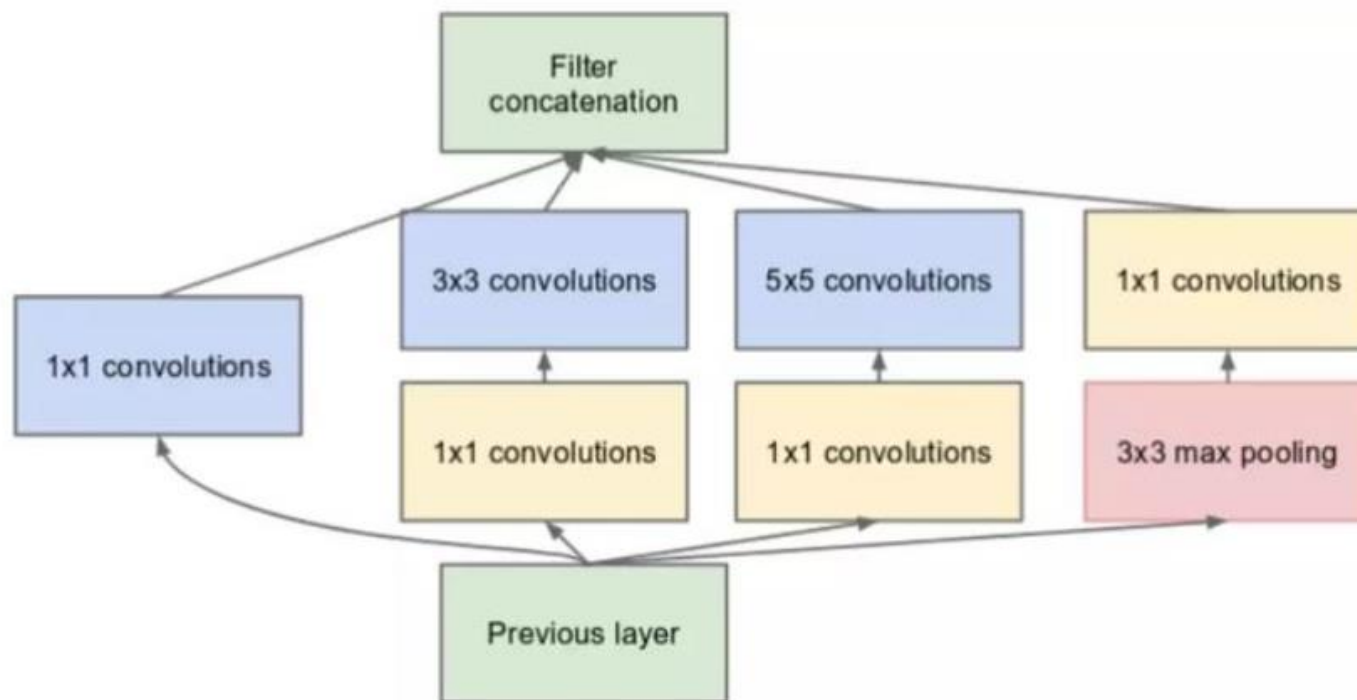 Filter
concatenation
3x3 convolutions
5x5 convolutions
1x1 convolutions
1x1 convolutions
1x1 convolutions
1x1 convolutions
3x3 max pooling
Previous layer